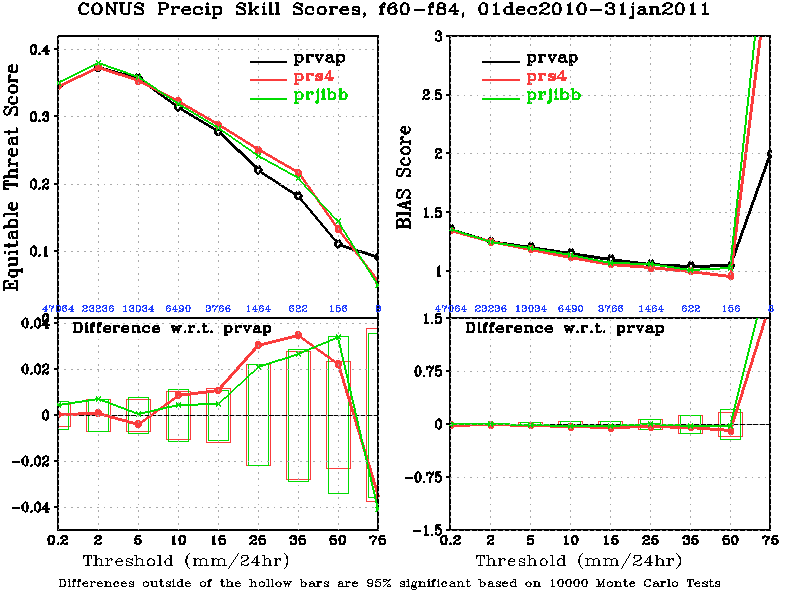 CONUS Precip Skill Scores, f60-f84, 01dec2010-31jan2011
Equitable Threat Score
0.4
0.3
0.2
0.1
0
prvap
prs4
prjibb
47064 23236 13034 6490 3766 1464 622 156 8
Difference w.r.t. prvap
0.04
0.02
0
-0.02
-0.04
0.2 2 5 10 15 25 35 50 75
Threshold (mm/24hr)
BIAS Score
3
2.5
2
1.5
1
prvap
prs4
prjibb
47064 23236 13034 6490 3766 1464 622 156 8
Difference w.r.t. prvap
1.5
0.75
0
-0.75
-1.5
0.2 2 5 10 15 25 35 50 75
Threshold (mm/24hr)
Differences outside of the hollow bars are 95% significant based on 10000 Monte Carlo Tests